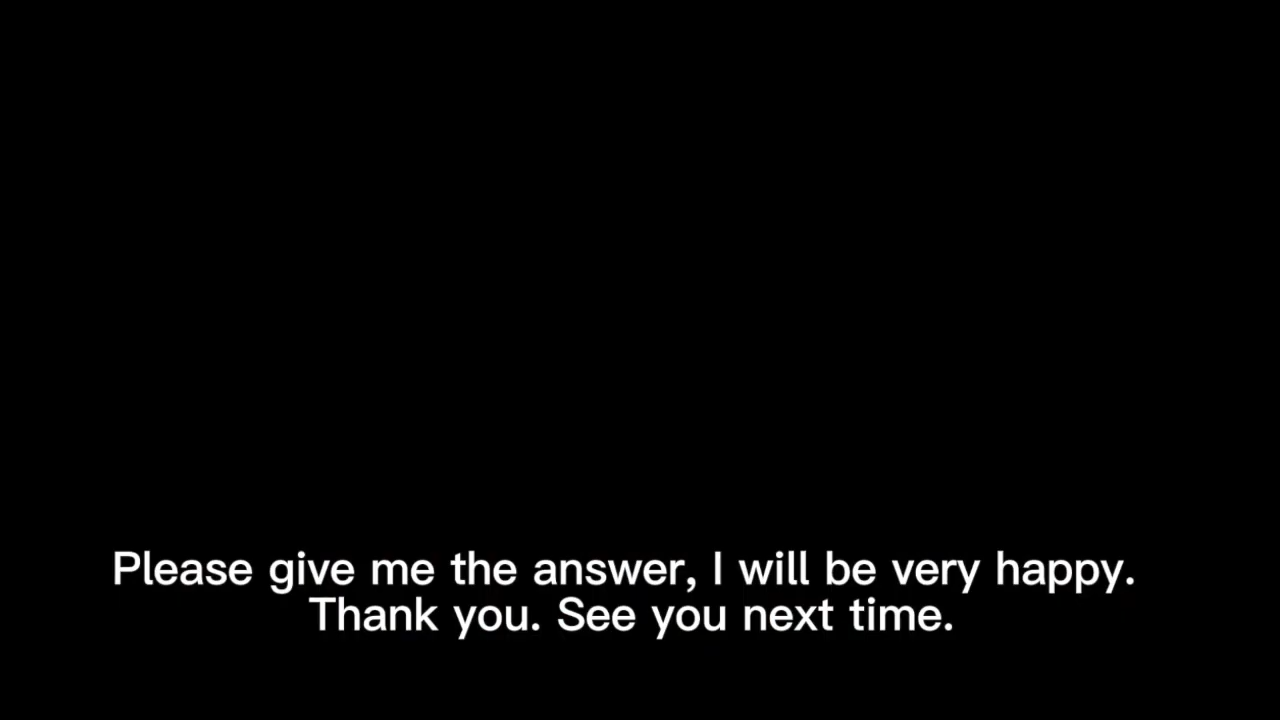 Please give me the answer, I will be very happy.
Thank you. See you next time.